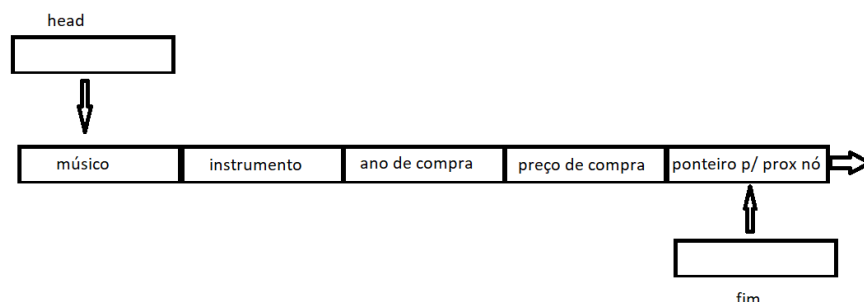 head
músico
instrumento
ano de compra
preço de compra
ponteiro p/ prox nó
fim